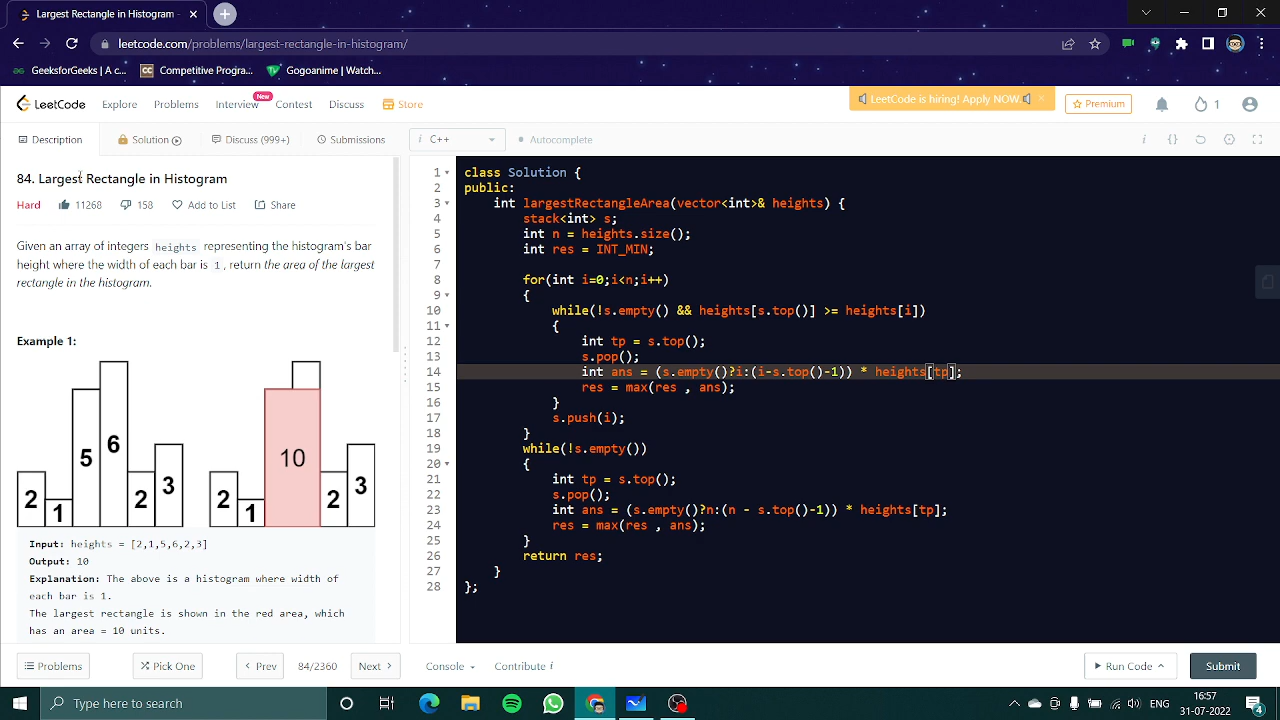 Largest Rectangle in Histogram -
leetcode.com/problems/largest-rectangle-in-histogram/
GeeksforGeeks | A C...
Competitive Progra...
Gogoanime | Watch...
LeetCode
Explore
Problems
Interview
New
Contest
Discuss
Store
LeetCode is hiring! Apply NOW.
Premium
1
Description
Solution
Discuss (999+)
Submissions
i C++
Autocomplete
84. Largest Rectangle in Histogram
Hard
11268
158
Add to List
Share
Given an array of integers heights representing the histogram's bar
height where the width of each bar is 1, return the area of the largest
rectangle in the histogram.
Example 1:
2 1 5 6 2 3
2 1 10 2 3
Input: heights = [2,1,5,6,2,3]
Output: 10
Explanation: The above is a histogram where width of
each bar is 1.
The largest rectangle is shown in the red area, which
has an area = 10 units.
1 class Solution {
2 public:
3 int largestRectangleArea(vector<int>& heights) {
4 stack<int> s;
5 int n = heights.size();
6 int res = INT_MIN;
7
8 for(int i=0;i<n;i++)
9 {
10 while(!s.empty() && heights[s.top()] >= heights[i])
11 {
12 int tp = s.top();
13 s.pop();
14 int ans = (s.empty()?i:(i-s.top()-1)) * heights[tp];
15 res = max(res , ans);
16 }
17 s.push(i);
18 }
19 while(!s.empty())
20 {
21 int tp = s.top();
22 s.pop();
23 int ans = (s.empty()?n:(n - s.top()-1)) * heights[tp];
24 res = max(res , ans);
25 }
26 return res;
27 }
28 };
Problems
Pick One
Prev
84/2360
Next
Console
Contribute i
Run Code
Submit
Type here to search
ENG
16:57
31-07-2022
4